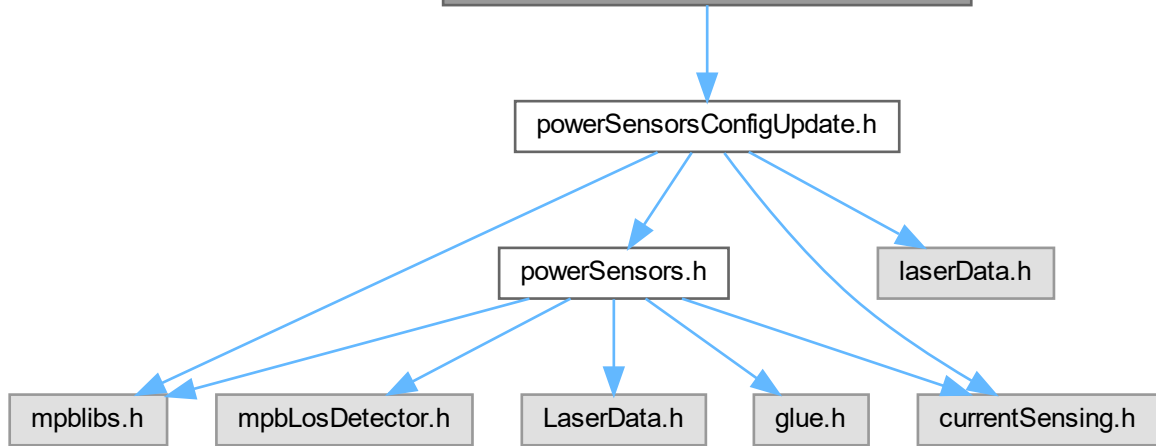 powerSensorsConfigUpdate.h
powerSensors.h
laserData.h
mpblibs.h
mpbLosDetector.h
LaserData.h
glue.h
currentSensing.h